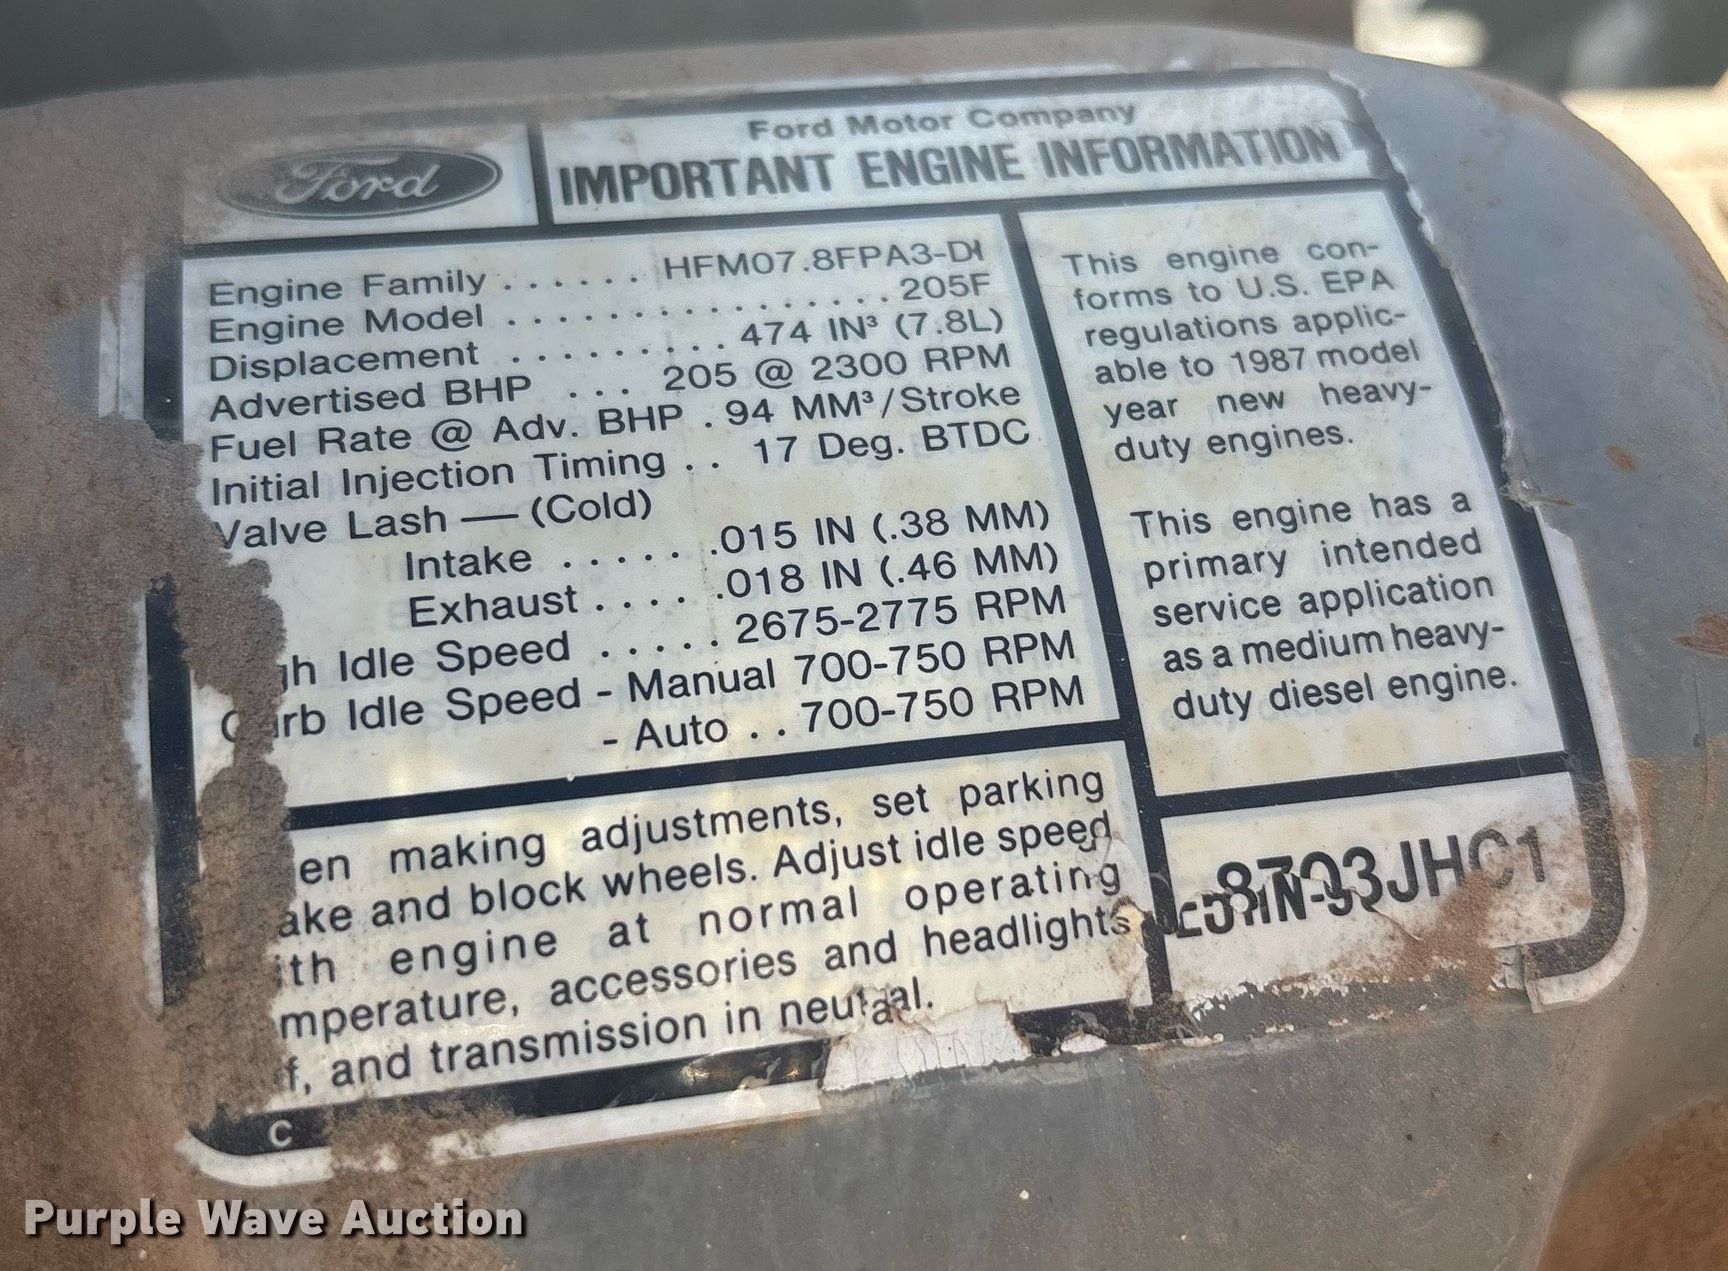 Ford
Ford Motor Company
IMPORTANT ENGINE INFORMATION
Engine Family . . . . . . HFM07.8FPA3-D
Engine Model . . . . . . . . . . . . . . . 205F
Displacement . . . . . . . . . 474 IN³ (7.8L)
Advertised BHP . . . 205 @ 2300 RPM
Fuel Rate @ Adv. BHP . 94 MM³/Stroke
Initial Injection Timing . . 17 Deg. BTDC
Valve Lash — (Cold)
Intake . . . . . . .015 IN (.38 MM)
Exhaust . . . . .018 IN (.46 MM)
gh Idle Speed . . . . . 2675-2775 RPM
Curb Idle Speed - Manual 700-750 RPM
- Auto . . 700-750 RPM
This engine con-
forms to U.S. EPA
regulations applic-
able to 1987 model
year new heavy-
duty engines.
This engine has a
primary intended
service application
as a medium heavy-
duty diesel engine.
en making adjustments, set parking
ake and block wheels. Adjust idle speed
ith engine at normal operating
mperature, accessories and headlights
f, and transmission in neutral.
C
Purple Wave Auction